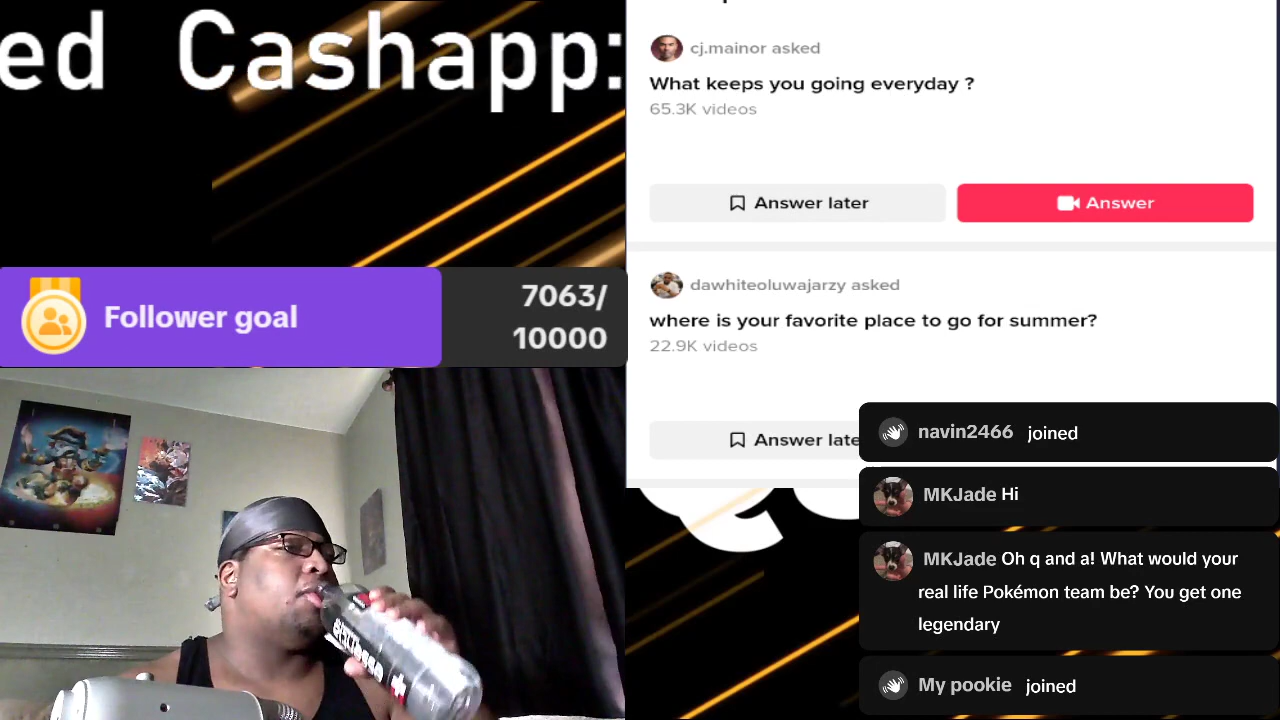 ed Cashapp:
cj.mainor asked
What keeps you going everyday ?
65.3K videos
Answer later
Answer
Follower goal
7063/
10000
dawhiteoluwajarzy asked
where is your favorite place to go for summer?
22.9K videos
Answer late
navin2466 joined
MKJade Hi
MKJade Oh q and a! What would your
real life Pokémon team be? You get one
legendary
My pookie joined